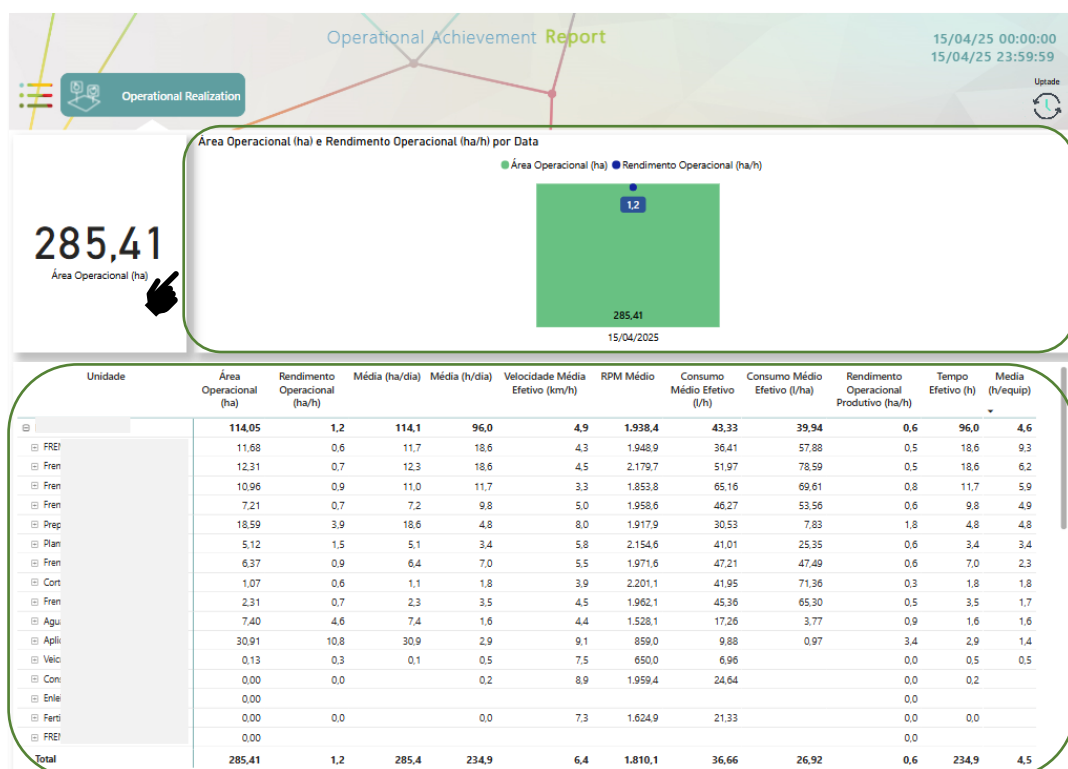 Operational Achievement Report
15/04/25 00:00:00
15/04/25 23:59:59
Uptade
Operational Realization
Área Operacional (ha) e Rendimento Operacional (ha/h) por Data
Área Operacional (ha) Rendimento Operacional (ha/h)
1,2
285,41
Área Operacional (ha)
285,41
15/04/2025
Unidade Área Operacional (ha) Rendimento Operacional (ha/h) Média (ha/dia) Média (h/dia) Velocidade Média Efetivo (km/h) RPM Médio Consumo Médio Efetivo (l/h) Consumo Médio Efetivo (l/ha) Rendimento Operacional Produtivo (ha/h) Tempo Efetivo (h) Media (h/equip)
114,05 1,2 114,1 96,0 4,9 1.938,4 43,33 39,94 0,6 96,0 4,6
11,68 0,6 11,7 18,6 4,3 1.948,9 36,41 57,88 0,5 18,6 9,3
Fren 12,31 0,7 12,3 18,6 4,5 2.179,7 51,97 78,59 0,5 18,6 6,2
Fren 10,96 0,9 11,0 11,7 3,3 1.853,8 65,16 69,61 0,8 11,7 5,9
Fren 7,21 0,7 7,2 9,8 5,0 1.958,6 46,27 53,56 0,6 9,8 4,9
Prep 18,59 3,9 18,6 4,8 8,0 1.917,9 30,53 7,83 1,8 4,8 4,8
Plan 5,12 1,5 5,1 3,4 5,8 2.154,6 41,01 25,35 0,6 3,4 3,4
Fren 6,37 0,9 6,4 7,0 5,5 1.971,6 47,21 47,49 0,6 7,0 2,3
Cort 1,07 0,6 1,1 1,8 3,9 2.201,1 41,95 71,36 0,3 1,8 1,8
Fren 2,31 0,7 2,3 3,5 4,5 1.962,1 45,36 65,30 0,5 3,5 1,7
Agu 7,40 4,6 7,4 1,6 4,4 1.528,1 17,26 3,77 0,9 1,6 1,6
Apli 30,91 10,8 30,9 2,9 9,1 859,0 9,88 0,97 3,4 2,9 1,4
Veic 0,13 0,3 0,1 0,5 7,5 650,0 6,96 0,0 0,5 0,5
Con 0,00 0,0 0,2 8,9 1.959,4 24,64 0,0 0,2
Enle 0,00 0,0
Ferti 0,00 0,0 0,0 7,3 1.624,9 21,33 0,0 0,0
0,00 0,0
Total 285,41 1,2 285,4 234,9 6,4 1.810,1 36,66 26,92 0,6 234,9 4,5